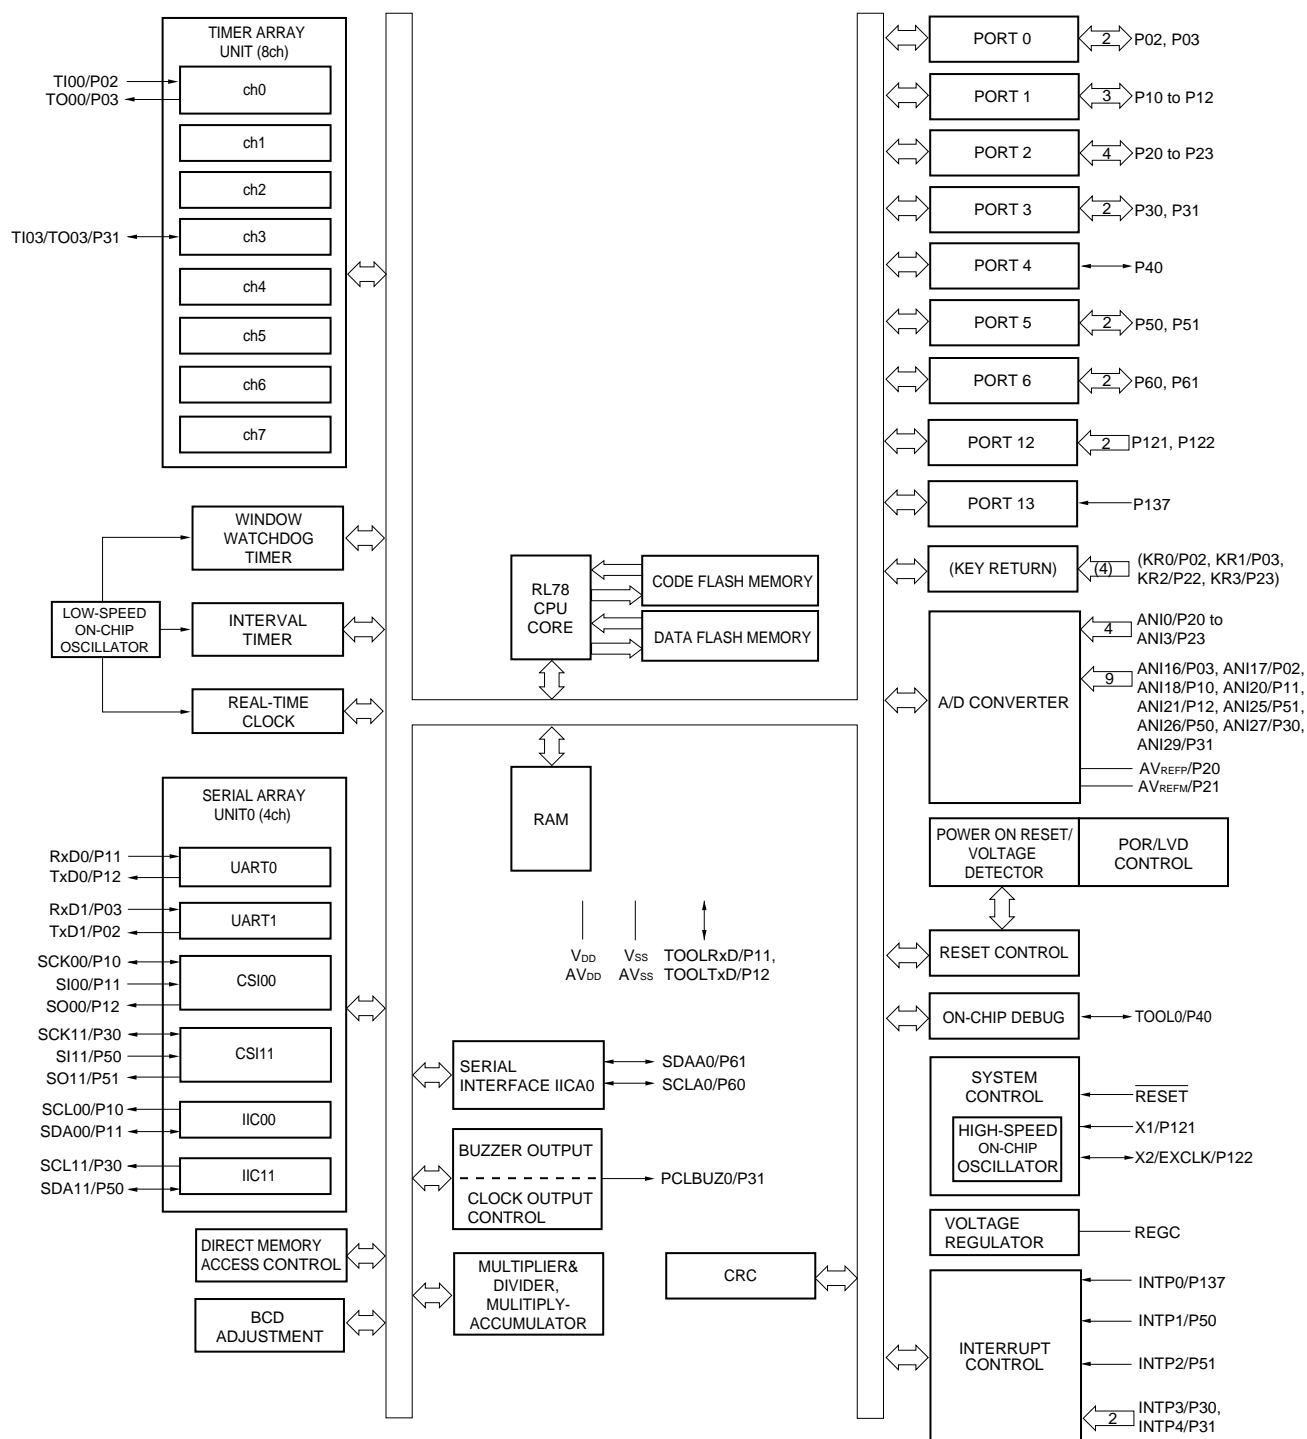 TIMER ARRAY
UNIT (8ch)
TI00/P02
TO00/P03
ch0
ch1
ch2
TI03/TO03/P31
ch3
ch4
ch5
ch6
ch7
WINDOW
WATCHDOG
TIMER
LOW-SPEED
ON-CHIP
OSCILLATOR
INTERVAL
TIMER
REAL-TIME
CLOCK
SERIAL ARRAY
UNIT0 (4ch)
RxD0/P11
TxD0/P12
UART0
RxD1/P03
TxD1/P02
UART1
SCK00/P10
SI00/P11
SO00/P12
CSI00
SCK11/P30
SI11/P50
SO11/P51
CSI11
SCL00/P10
SDA00/P11
IIC00
SCL11/P30
SDA11/P50
IIC11
DIRECT MEMORY
ACCESS CONTROL
BCD
ADJUSTMENT
RL78
CPU
CORE
CODE FLASH MEMORY
DATA FLASH MEMORY
RAM
VDD
AVDD
VSS
AVSS
TOOLRxD/P11,
TOOLTxD/P12
SERIAL
INTERFACE IICA0
SDAA0/P61
SCLA0/P60
BUZZER OUTPUT
CLOCK OUTPUT
CONTROL
PCLBUZ0/P31
MULTIPLIER&
DIVIDER,
MULITIPLY-
ACCUMULATOR
CRC
PORT 0
2
P02, P03
PORT 1
3
P10 to P12
PORT 2
4
P20 to P23
PORT 3
2
P30, P31
PORT 4
P40
PORT 5
2
P50, P51
PORT 6
2
P60, P61
PORT 12
2
P121, P122
PORT 13
P137
(KEY RETURN)
(4)
(KR0/P02, KR1/P03,
KR2/P22, KR3/P23)
A/D CONVERTER
4
ANI0/P20 to
ANI3/P23
9
ANI16/P03, ANI17/P02,
ANI18/P10, ANI20/P11,
ANI21/P12, ANI25/P51,
ANI26/P50, ANI27/P30,
ANI29/P31
AVREFP/P20
AVREFM/P21
POWER ON RESET/
VOLTAGE
DETECTOR
POR/LVD
CONTROL
RESET CONTROL
ON-CHIP DEBUG
TOOL0/P40
SYSTEM
CONTROL
HIGH-SPEED
ON-CHIP
OSCILLATOR
RESET
X1/P121
X2/EXCLK/P122
VOLTAGE
REGULATOR
REGC
INTERRUPT
CONTROL
INTP0/P137
INTP1/P50
INTP2/P51
2
INTP3/P30,
INTP4/P31